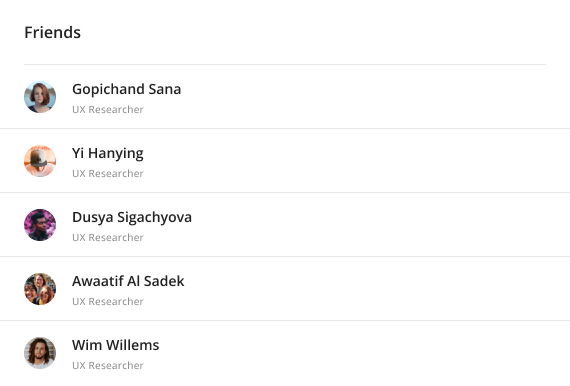 Friends
Gopichand Sana
UX Researcher
Yi Hanying
UX Researcher
Dusya Sigachyova
UX Researcher
Awaatif Al Sadek
UX Researcher
Wim Willems
UX Researcher